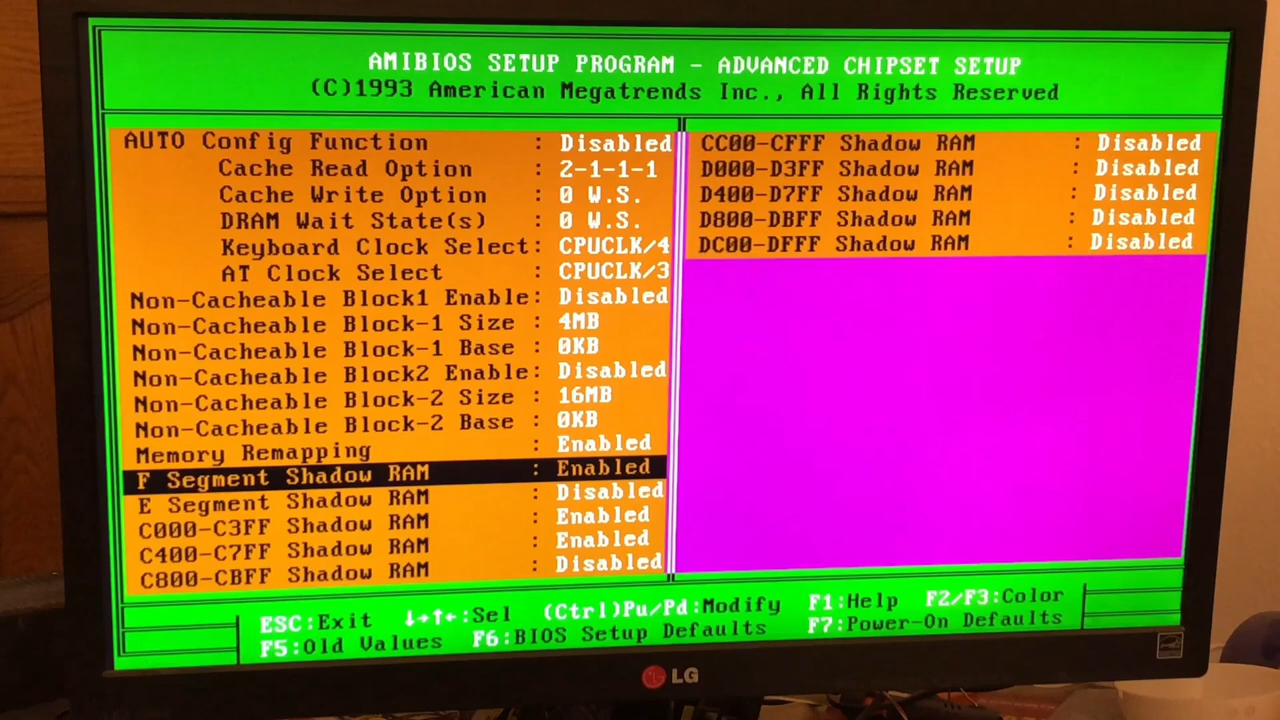 AMIBIOS SETUP PROGRAM - ADVANCED CHIPSET SETUP
(C)1993 American Megatrends Inc., All Rights Reserved
AUTO Config Function : Disabled
Cache Read Option : 2-1-1-1
Cache Write Option : 0 W.S.
DRAM Wait State(s) : 0 W.S.
Keyboard Clock Select: CPUCLK/4
AT Clock Select : CPUCLK/3
Non-Cacheable Block1 Enable: Disabled
Non-Cacheable Block-1 Size : 4MB
Non-Cacheable Block-1 Base : 0KB
Non-Cacheable Block2 Enable: Disabled
Non-Cacheable Block-2 Size : 16MB
Non-Cacheable Block-2 Base : 0KB
Memory Remapping : Enabled
F Segment Shadow RAM : Enabled
E Segment Shadow RAM : Disabled
C000-C3FF Shadow RAM : Enabled
C400-C7FF Shadow RAM : Enabled
C800-CBFF Shadow RAM : Disabled
CC00-CFFF Shadow RAM : Disabled
D000-D3FF Shadow RAM : Disabled
D400-D7FF Shadow RAM : Disabled
D800-DBFF Shadow RAM : Disabled
DC00-DFFF Shadow RAM : Disabled
ESC:Exit ↓→↑←:Sel (Ctrl)Pu/Pd:Modify F1:Help F2/F3:Color
F5:Old Values F6:BIOS Setup Defaults F7:Power-On Defaults
LG